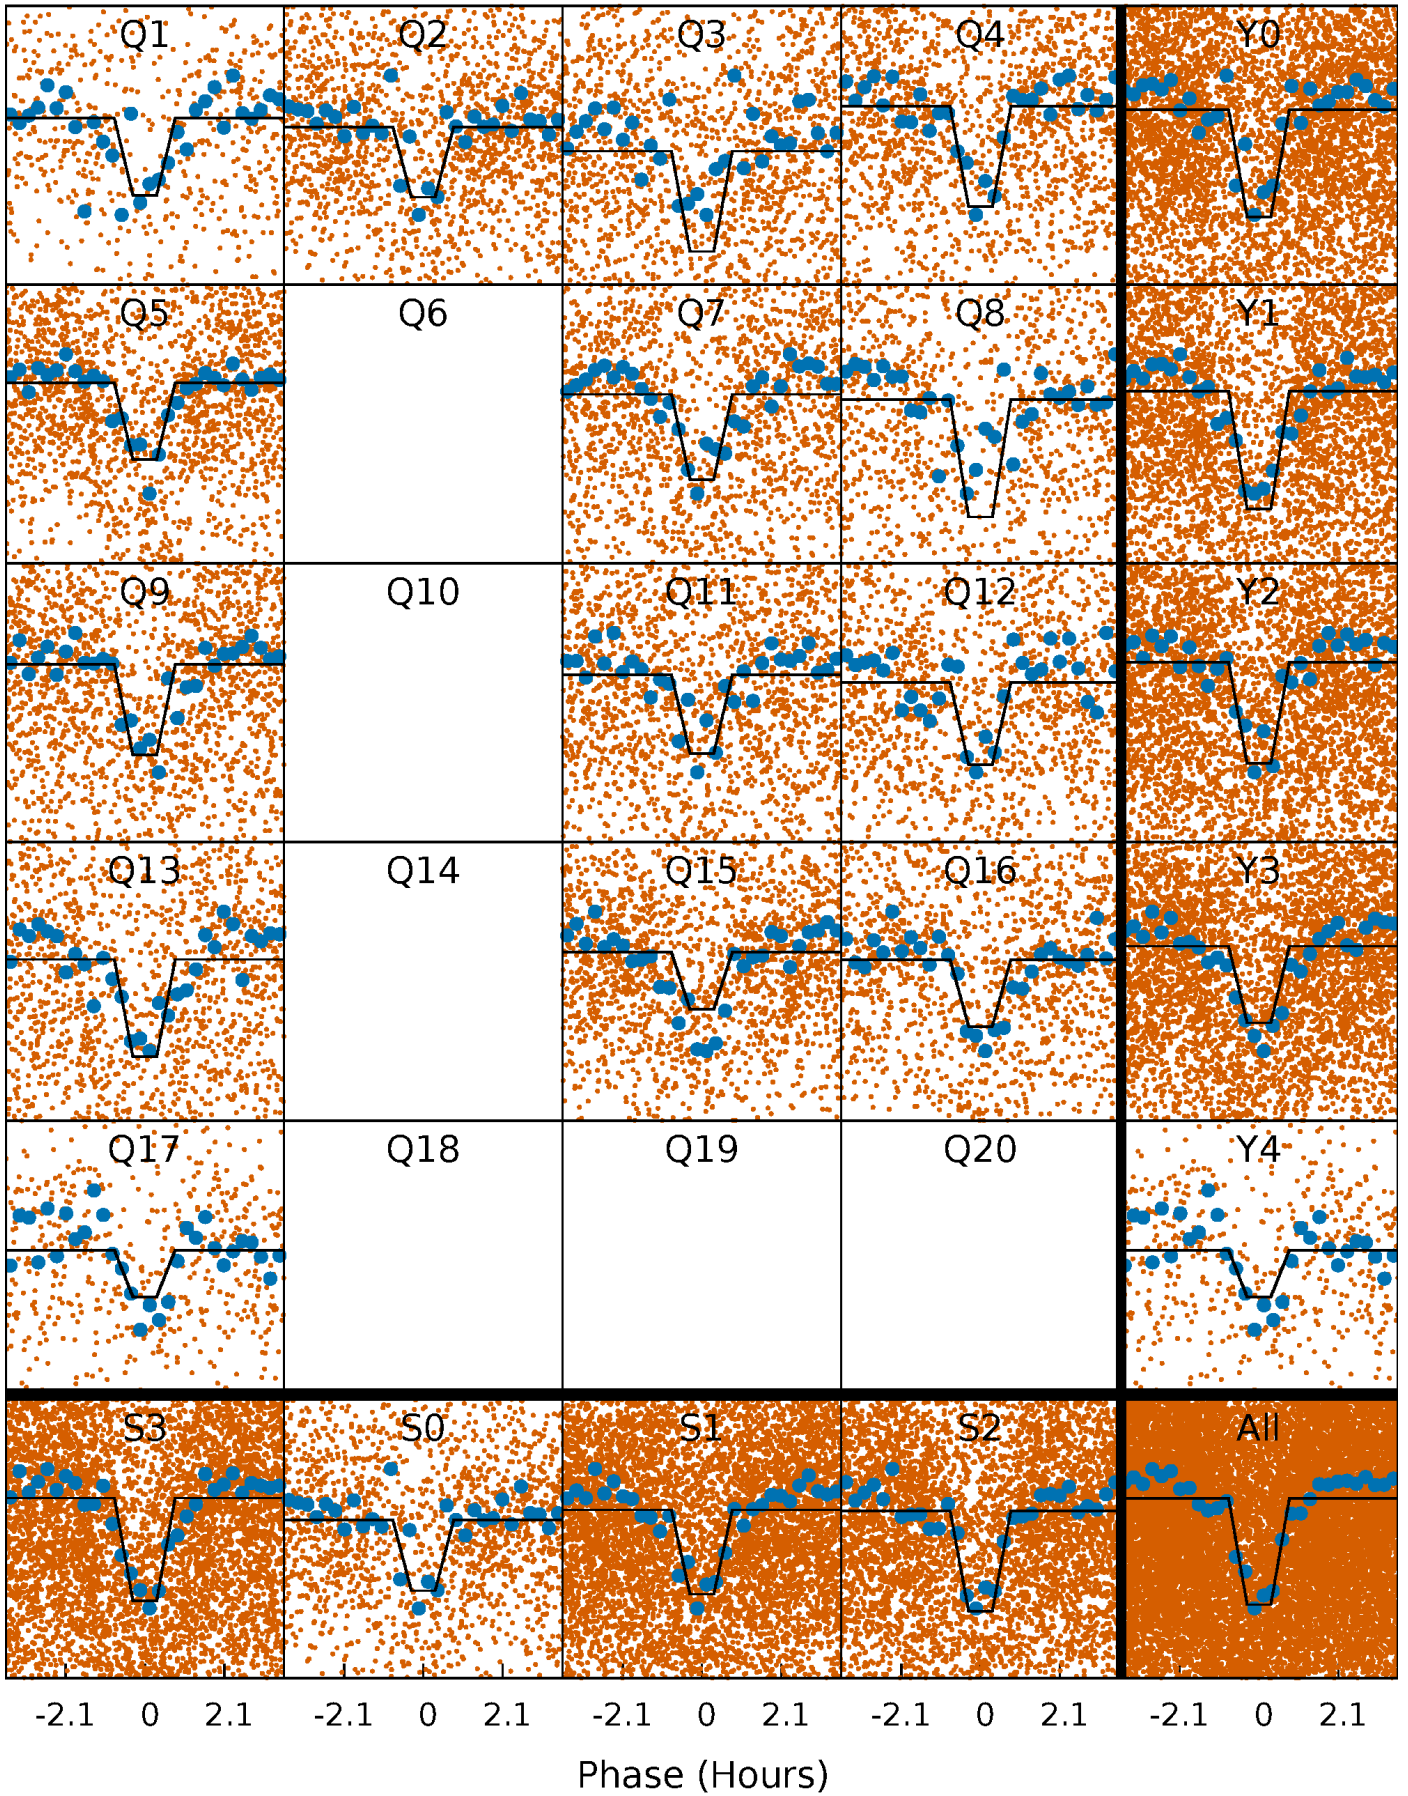 Q1 Q2 Q3 Q4 Y0
Q5 Q6 Q7 Q8 Y1
Q9 Q10 Q11 Q12 Y2
Q13 Q14 Q15 Q16 Y3
Q17 Q18 Q19 Q20 Y4
S3 S0 S1 S2 All
-2.1 0 2.1 -2.1 0 2.1 -2.1 0 2.1 -2.1 0 2.1 -2.1 0 2.1
Phase (Hours)